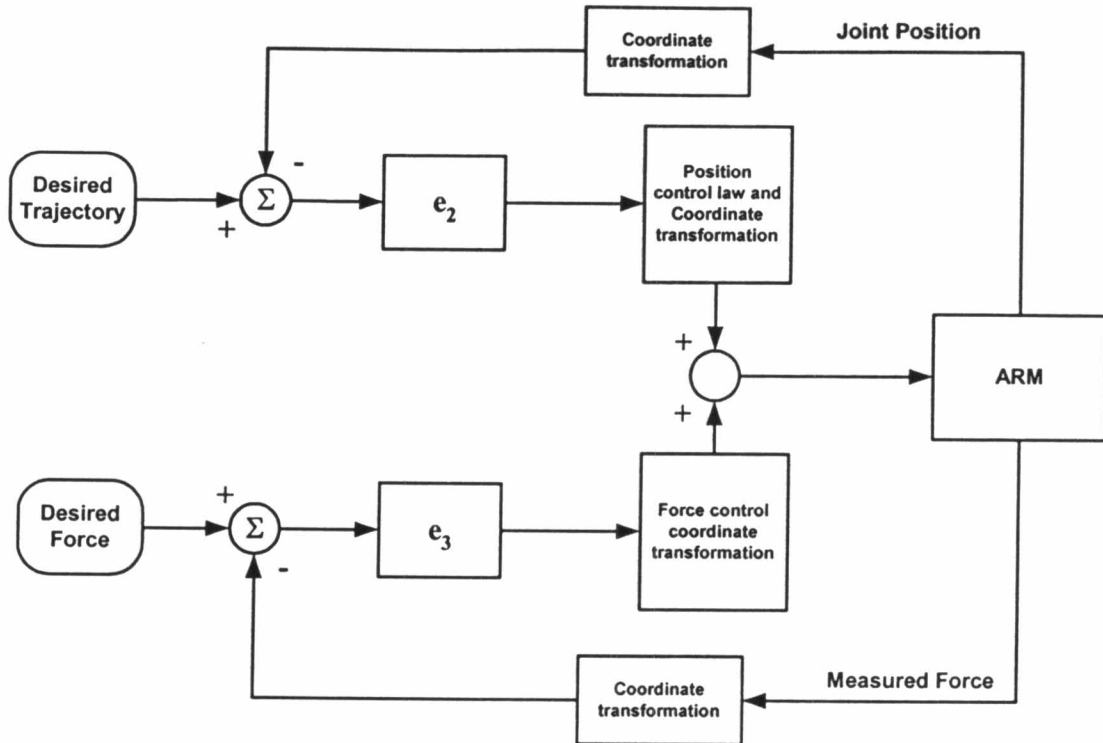 Coordinate
transformation
Joint Position
Desired
Trajectory
-
+
Σ
e₂
Position
control law and
Coordinate
transformation
+
+
ARM
Desired
Force
+
-
Σ
e₃
Force control
coordinate
transformation
Coordinate
transformation
Measured Force